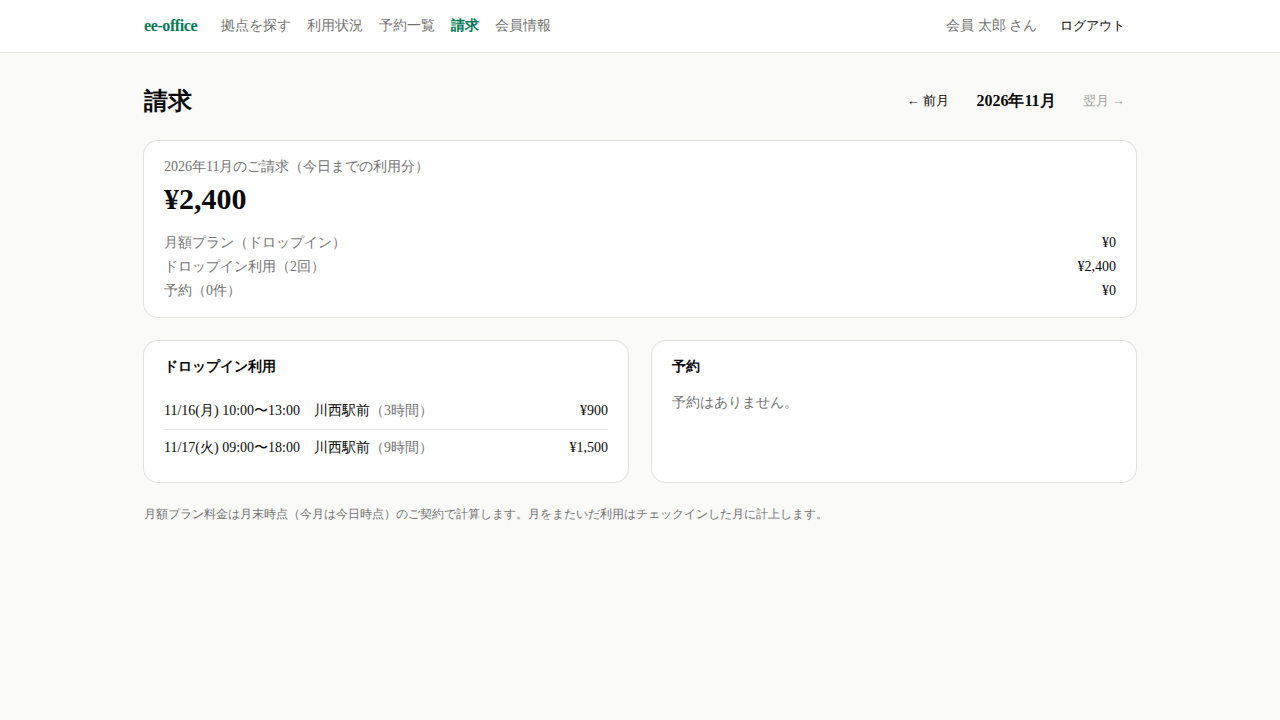 ee-office 拠点を探す 利用状況 予約一覧 請求 会員情報 会員 太郎 さん ログアウト
請求 ← 前月 2026年11月 翌月 →
2026年11月のご請求（今日までの利用分）
¥2,400
月額プラン（ドロップイン） ¥0
ドロップイン利用（2回） ¥2,400
予約（0件） ¥0
ドロップイン利用
11/16(月) 10:00〜13:00 川西駅前（3時間） ¥900
11/17(火) 09:00〜18:00 川西駅前（9時間） ¥1,500
予約
予約はありません。
月額プラン料金は月末時点（今月は今日時点）のご契約で計算します。月をまたいだ利用はチェックインした月に計上します。